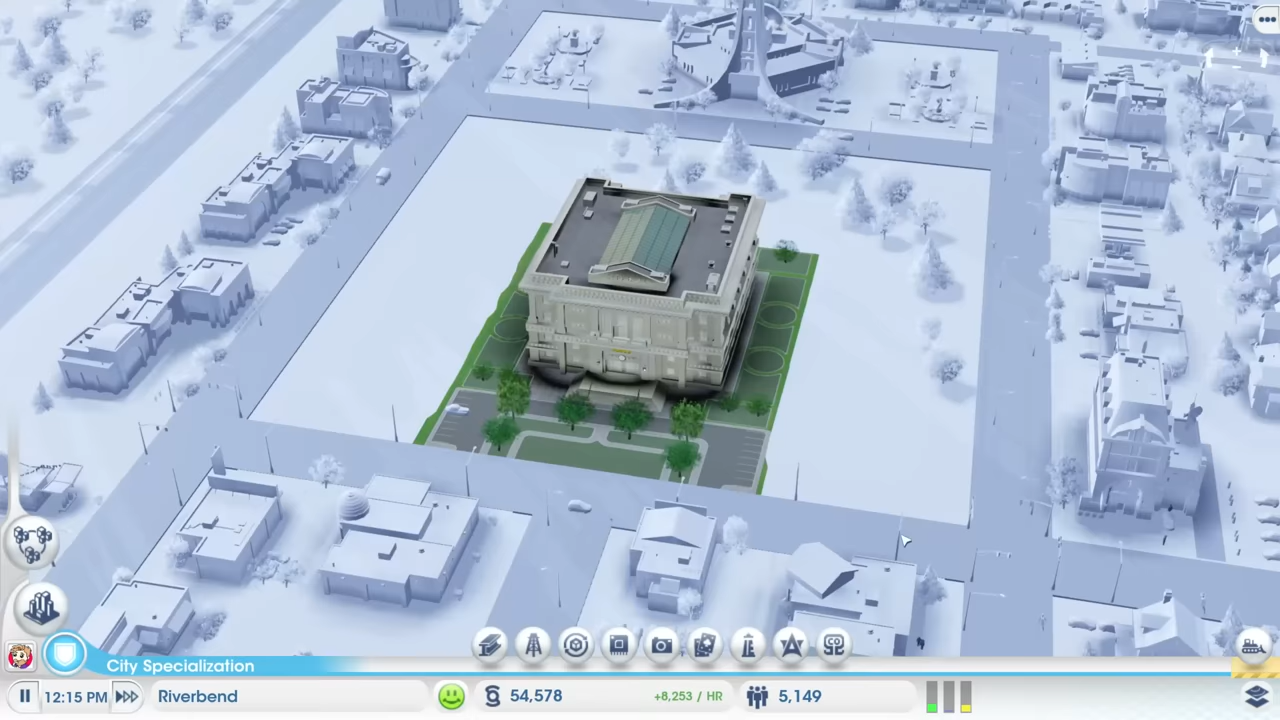 City Specialization
12:15 PM
Riverbend
54,578
+8,253 / HR
5,149